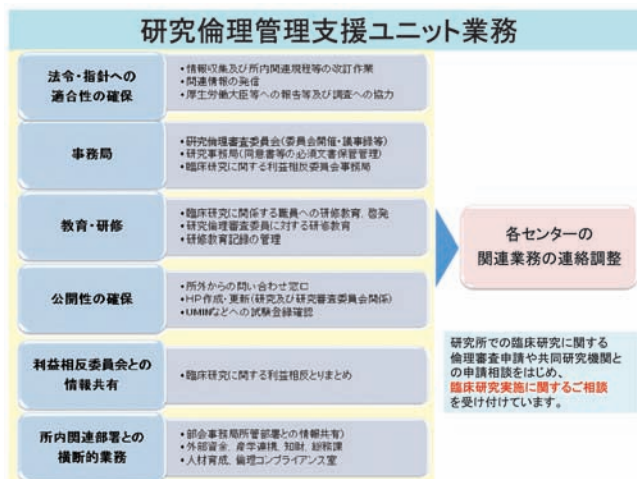 研究倫理管理支援ユニット業務
法令・指針への
適合性の確保
・情報収集及び所内関連規程等の改訂作業
・関連情報の発信
・厚生労働大臣等への報告等及び調査への協力
事務局
・研究倫理審査委員会(委員会開催・議事録等)
・研究事務局(同意書等の必須文書保管管理)
・臨床研究に関する利益相反委員会事務局
教育・研修
・臨床研究に関係する職員への研修教育、啓発
・研究倫理審査委員に対する研修教育
・研修教育記録の管理
公開性の確保
・所外からの問い合わせ窓口
・HP作成・更新(研究及び研究審査委員会関係)
・UMINなどへの試験登録確認
利益相反委員会との
情報共有
・臨床研究に関する利益相反とりまとめ
所内関連部署との
横断的業務
・部会事務局所管部署との情報共有)
・外部資金、産学連携、知財、総務課
・人材育成、倫理コンプライアンス室
各センターの
関連業務の連絡調整
研究所での臨床研究に関する
倫理審査申請や共同研究機関と
の申請相談をはじめ、
臨床研究実施に関するご相談
を受け付けています。